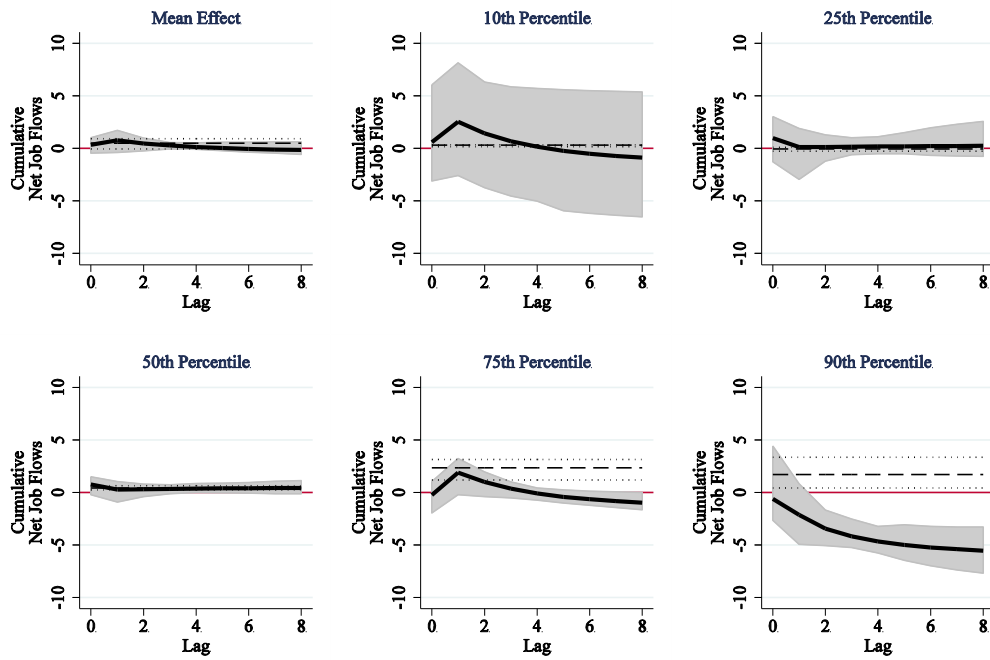 Mean Effect
10
5
0
-5
-10
Cumulative
Net Job Flows
0. 2. 4. 6. 8.
Lag
10th Percentile.
10
5
0
-5
-10
Cumulative
Net Job Flows
0. 2. 4. 6. 8.
Lag
25th Percentile.
10
5
0
-5
-10
Cumulative
Net Job Flows
0. 2. 4. 6. 8.
Lag
50th Percentile.
10
5
0
-5
-10
Cumulative
Net Job Flows
0. 2. 4. 6. 8.
Lag
75th Percentile.
10
5
0
-5
-10
Cumulative
Net Job Flows
0. 2. 4. 6. 8.
Lag
90th Percentile.
10
5
0
-5
-10
Cumulative
Net Job Flows
0. 2. 4. 6. 8.
Lag